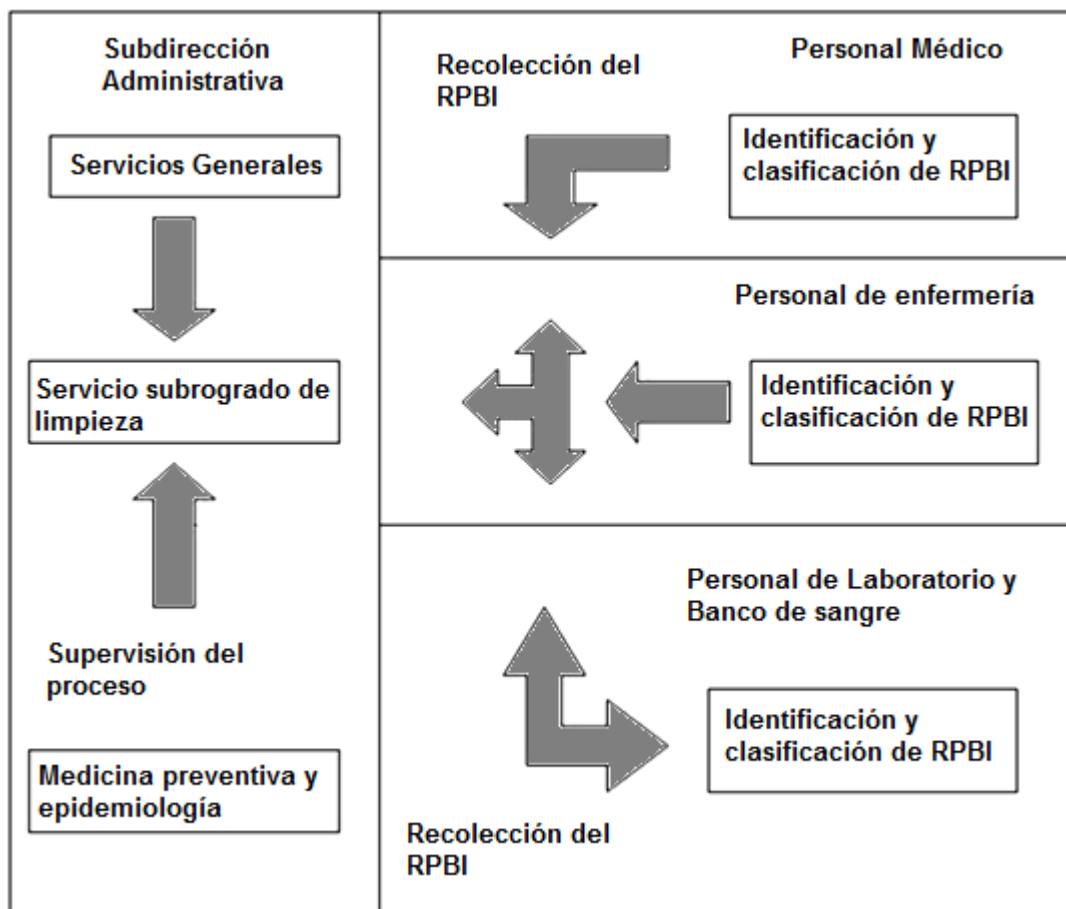 Subdirección
Administrativa
Servicios Generales
Servicio subrogrado de
limpieza
Supervisión del
proceso
Medicina preventiva y
epidemiología
Recolección del
RPBI
Personal Médico
Identificación y
clasificación de RPBI
Personal de enfermería
Identificación y
clasificación de RPBI
Personal de Laboratorio y
Banco de sangre
Identificación y
clasificación de RPBI
Recolección del
RPBI